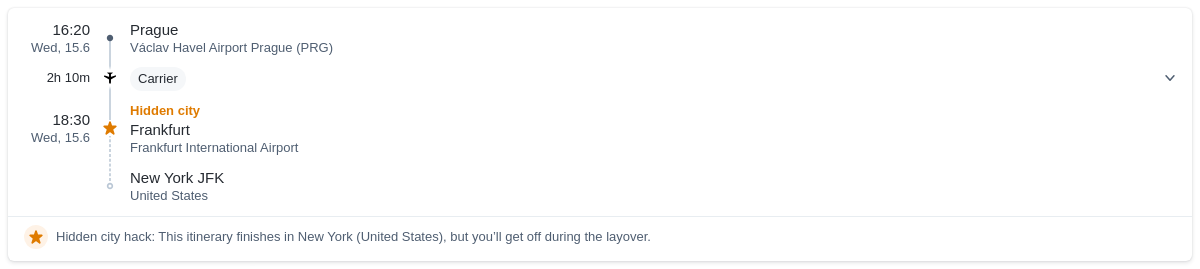 16:20
Wed, 15.6
Prague
Václav Havel Airport Prague (PRG)
2h 10m
Carrier
Hidden city
18:30
Wed, 15.6
Frankfurt
Frankfurt International Airport
New York JFK
United States
Hidden city hack: This itinerary finishes in New York (United States), but you’ll get off during the layover.